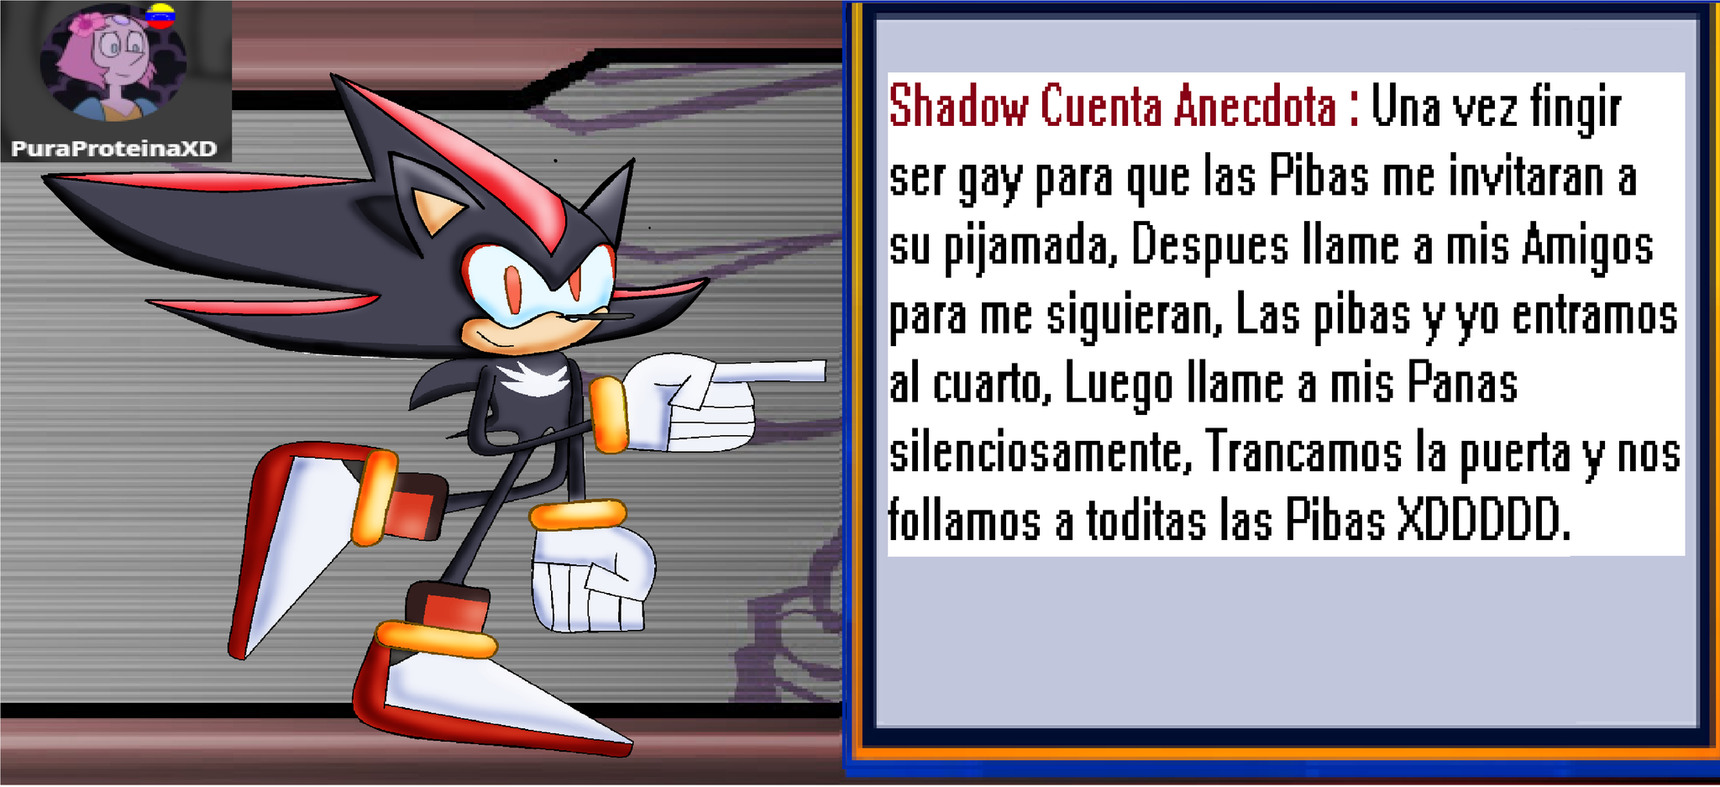 PuraProteinaXD
Shadow Cuenta Anecdota : Una vez fingir
ser gay para que las Pibas me invitaran a
su pijamada, Despues llame a mis Amigos
para me siguieran, Las pibas y yo entramos
al cuarto, Luego llame a mis Panas
silenciosamente, Trancamos la puerta y nos
follamos a toditas las Pibas XDDDDD.